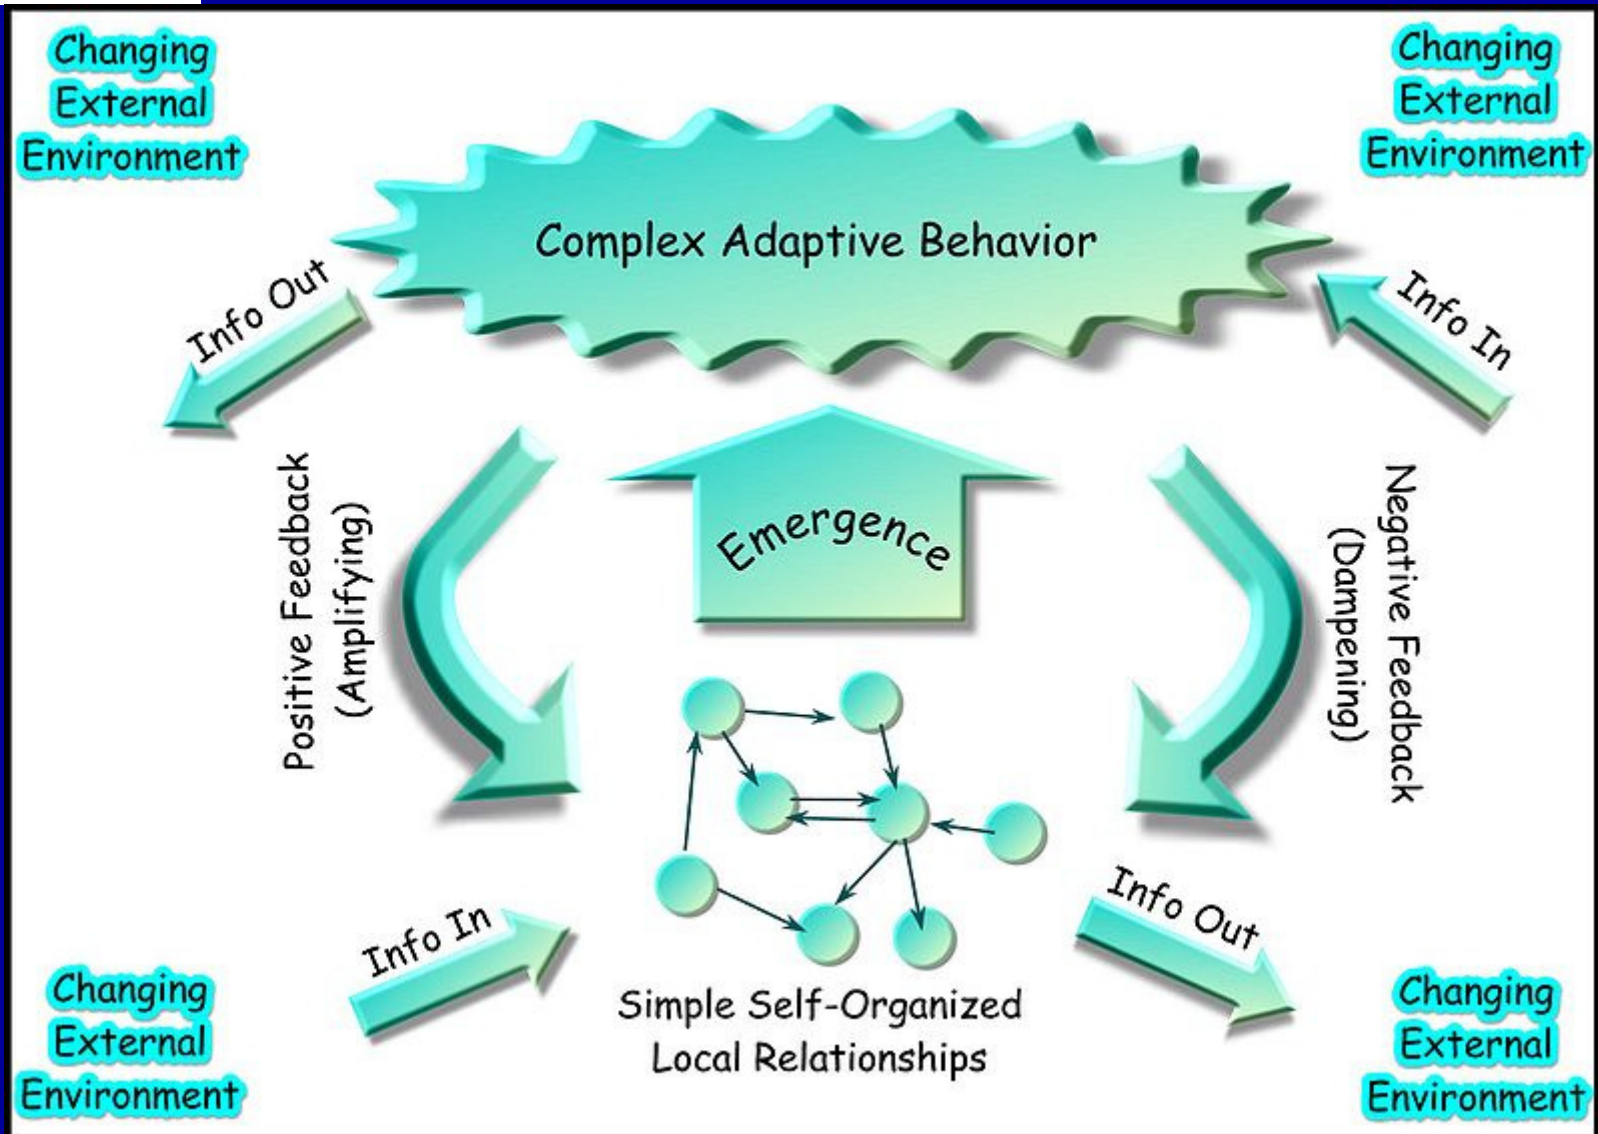 Changing
External
Environment
Changing
External
Environment
Complex Adaptive Behavior
Info Out
Info In
Positive Feedback
(Amplifying)
Emergence
Negative Feedback
(Dampening)
Info In
Info Out
Simple Self-Organized
Local Relationships
Changing
External
Environment
Changing
External
Environment